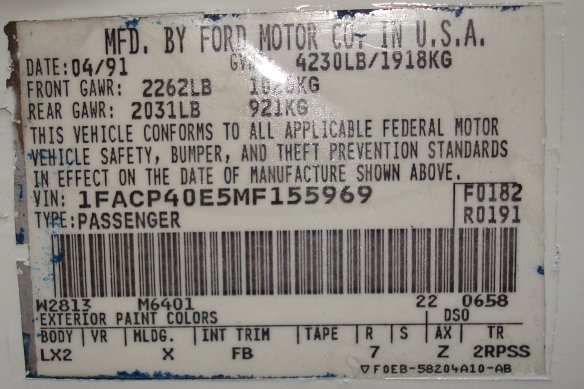 MFD. BY FORD MOTOR CO. IN U.S.A.
DATE: 04/91 4230LB/1918KG
FRONT GAWR: 2262LB
REAR GAWR: 2031LB 921KG
THIS VEHICLE CONFORMS TO ALL APPLICABLE FEDERAL MOTOR
VEHICLE SAFETY, BUMPER, AND THEFT PREVENTION STANDARDS
IN EFFECT ON THE DATE OF MANUFACTURE SHOWN ABOVE.
VIN: 1FACP40E5MF155969 F0182
TYPE: PASSENGER R0191
W2813 M6401 22 0658
EXTERIOR PAINT COLORS DSO
BODY VR MLDG. INT TRIM TAPE R S AX TR
LX2 X FB 7 Z 2RPSS
▽FOEB-58204A10-AB